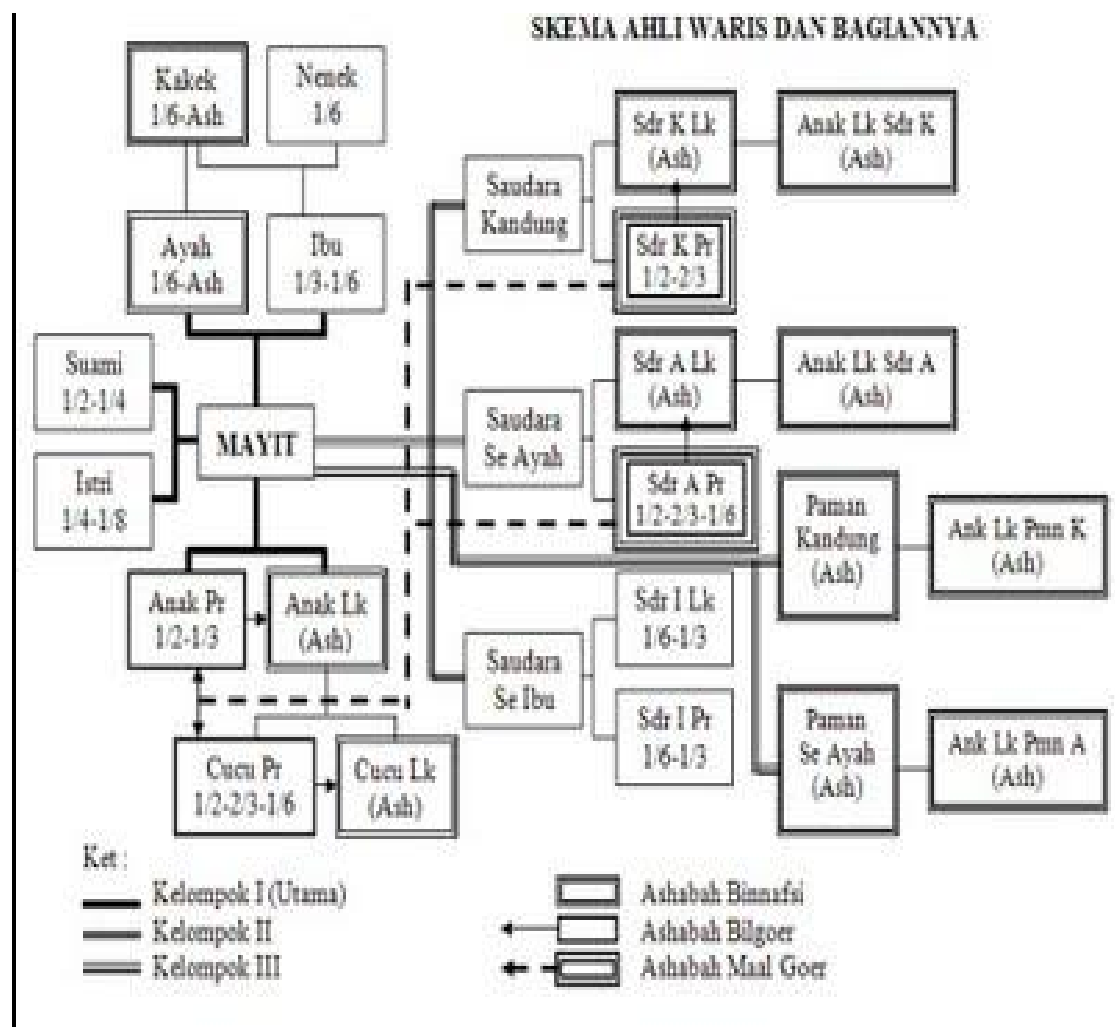 SKEMA AHLI WARIS DAN BAGIANNYA
Kakek
1/6-Ash
Nenek
1/6
Ayah
1/6-Ash
Ibu
1/3-1/6
Suami
1/2-1/4
Istri
1/4-1/8
MAYIT
Anak Pr
1/2-1/3
Anak Lk
(Ash)
Cucu Pr
1/2-2/3-1/6
Cucu Lk
(Ash)
Saudara
Kandung
Sdr K Lk
(Ash)
Anak Lk Sdr K
(Ash)
Sdr K Pr
1/2-2/3
Saudara
Se Ayah
Sdr A Lk
(Ash)
Anak Lk Sdr A
(Ash)
Sdr A Pr
1/2-2/3-1/6
Saudara
Se Ibu
Sdr I Lk
1/6-1/3
Sdr I Pr
1/6-1/3
Paman
Kandung
(Ash)
Ank Lk Pmn K
(Ash)
Paman
Se Ayah
(Ash)
Ank Lk Pmn A
(Ash)
Ket :
Kelompok I (Utama)
Kelompok II
Kelompok III
Ashabah Binnafsi
Ashabah Bilgoer
Ashabah Maal Goer